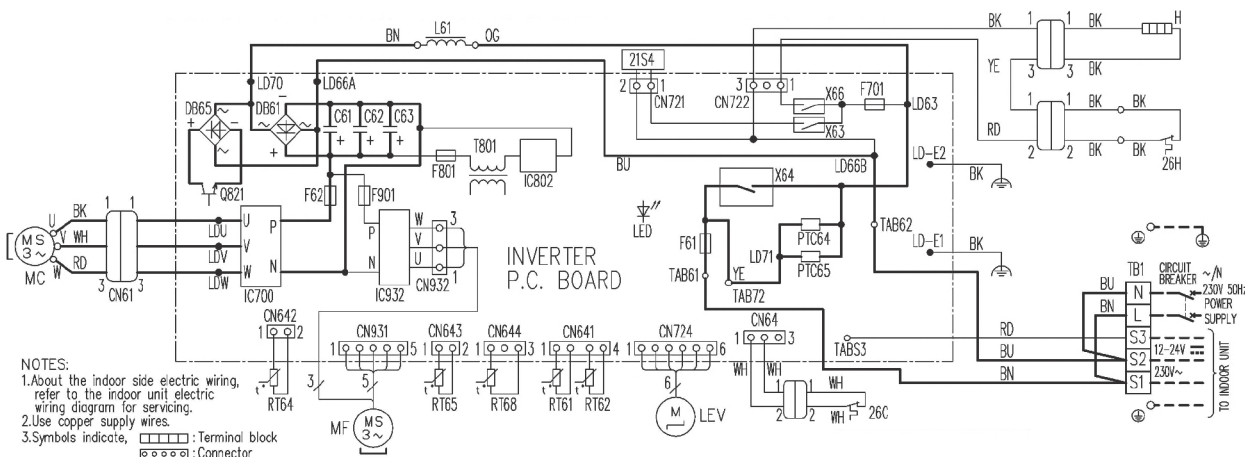 BN L61 OG
BK 1 1 BK H
YE 3 3 BK
1 1 BK BK
RD 2 2 BK BK
26H
21S4
2 1 CN721
3 1 CN722
X66 F701
X63
LD63
LD70 LD66A
DB65 DB61 C61 C62 C63
T801
F801 IC802
Q821
F62 F901
BU
LD66B
LD-E2
BK
X64
LED
PTC64
PTC65
LD71
F61
TAB61
YE
TAB72
TAB62
LD-E1 BK
U BK 1 1 LDU U P
MS 3~ V WH LDV V
W RD 3 3 LDW W N
MC CN61 IC700
P W 3
V
N U 1
IC932 CN932
INVERTER
P.C. BOARD
TB1 CIRCUIT BREAKER ~/N
230V 50Hz
POWER
SUPPLY
BU N
BN L
RD S3
BU S2 12-24V
BN S1 230V~
TO INDOOR UNIT
TABS3
CN642
1 2
CN931
1 5
CN643
1 2
CN644
1 3
CN641
1 4
CN724
1 6
CN64
1 3
WH WH
1 1 WH
2 2 WH
26C
RT64 3 5 RT65 RT68 RT61 RT62 6
t° t° t° t° t°
MF MS 3~
M LEV
NOTES:
1.About the indoor side electric wiring,
refer to the indoor unit electric
wiring diagram for servicing.
2.Use copper supply wires.
3.Symbols indicate, : Terminal block
: Connector